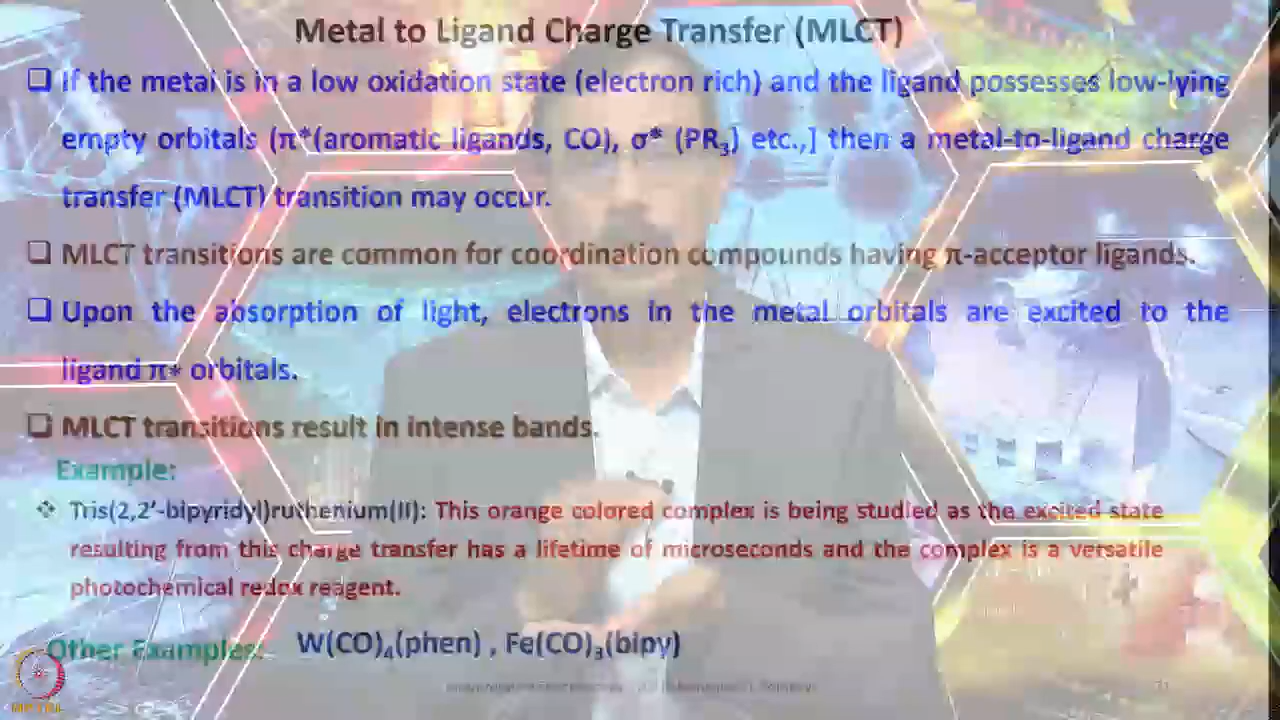 Metal to Ligand Charge Transfer (MLCT)
❑ If the metal is in a low oxidation state (electron rich) and the ligand possesses low-lying
empty orbitals (π*(aromatic ligands, CO), σ* (PR₃) etc.,] then a metal-to-ligand charge
transfer (MLCT) transition may occur.
❑ MLCT transitions are common for coordination compounds having π-acceptor ligands.
❑ Upon the absorption of light, electrons in the metal orbitals are excited to the
ligand π* orbitals.
❑ MLCT transitions result in intense bands.
Example:
❖ Tris(2,2′-bipyridyl)ruthenium(II): This orange colored complex is being studied as the excited state
resulting from this charge transfer has a lifetime of microseconds and the complex is a versatile
photochemical redox reagent.
Other Examples: W(CO)₄(phen) , Fe(CO)₃(bipy)